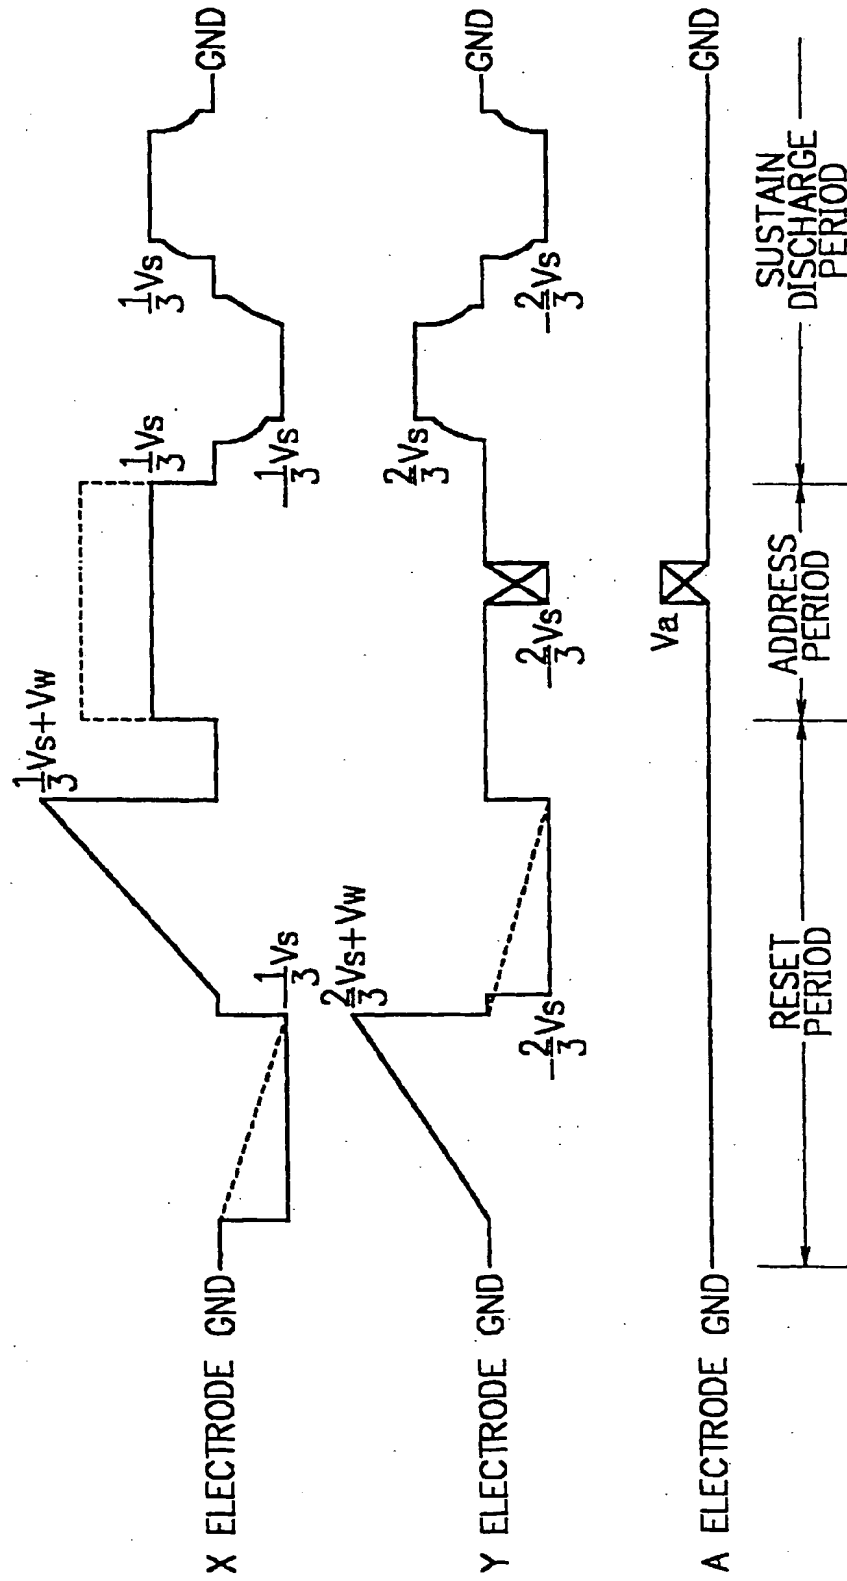 1/3Vs+Vw
1/3Vs
1/3Vs
X ELECTRODE GND
GND
-1/3Vs
-1/3Vs
2/3Vs+Vw
2/3Vs
Y ELECTRODE GND
GND
-2/3Vs
-2/3Vs
-2/3Vs
Va
A ELECTRODE GND
GND
RESET
PERIOD
ADDRESS
PERIOD
SUSTAIN
DISCHARGE
PERIOD